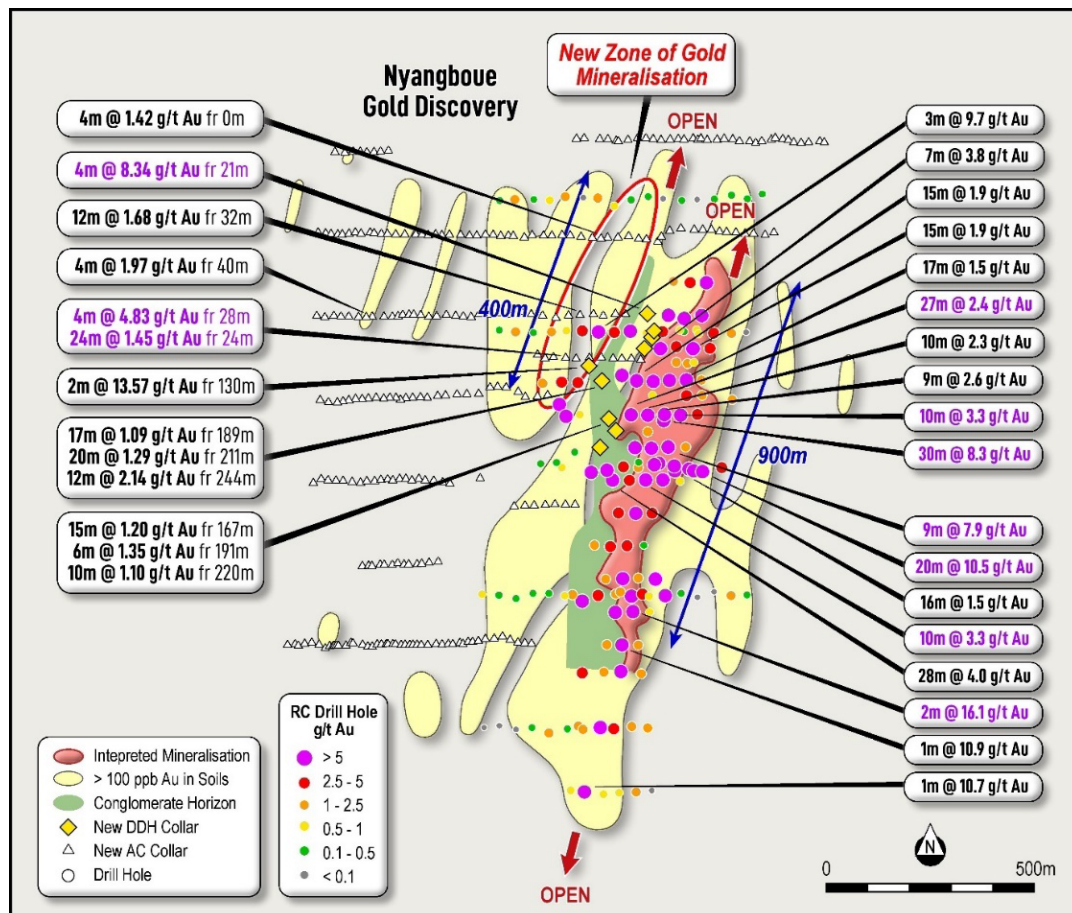 Nyangboue
Gold Discovery
New Zone of Gold
Mineralisation
OPEN
OPEN
4m @ 1.42 g/t Au fr 0m
4m @ 8.34 g/t Au fr 21m
12m @ 1.68 g/t Au fr 32m
4m @ 1.97 g/t Au fr 40m
4m @ 4.83 g/t Au fr 28m
24m @ 1.45 g/t Au fr 24m
2m @ 13.57 g/t Au fr 130m
17m @ 1.09 g/t Au fr 189m
20m @ 1.29 g/t Au fr 211m
12m @ 2.14 g/t Au fr 244m
15m @ 1.20 g/t Au fr 167m
6m @ 1.35 g/t Au fr 191m
10m @ 1.10 g/t Au fr 220m
400m
900m
3m @ 9.7 g/t Au
7m @ 3.8 g/t Au
15m @ 1.9 g/t Au
15m @ 1.9 g/t Au
17m @ 1.5 g/t Au
27m @ 2.4 g/t Au
10m @ 2.3 g/t Au
9m @ 2.6 g/t Au
10m @ 3.3 g/t Au
30m @ 8.3 g/t Au
9m @ 7.9 g/t Au
20m @ 10.5 g/t Au
16m @ 1.5 g/t Au
10m @ 3.3 g/t Au
28m @ 4.0 g/t Au
2m @ 16.1 g/t Au
1m @ 10.9 g/t Au
1m @ 10.7 g/t Au
Intepreted Mineralisation
> 100 ppb Au in Soils
Conglomerate Horizon
New DDH Collar
New AC Collar
Drill Hole
RC Drill Hole
g/t Au
> 5
2.5 - 5
1 - 2.5
0.5 - 1
0.1 - 0.5
< 0.1
OPEN
N
0
500m